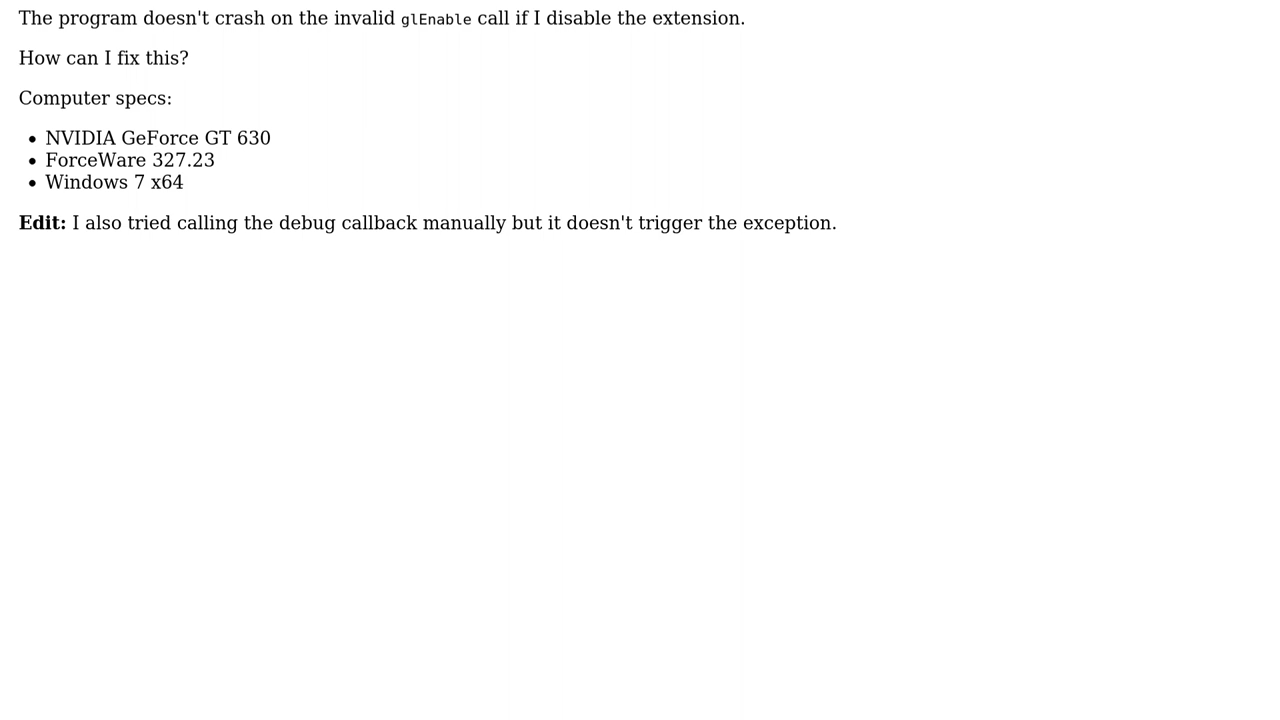 The program doesn't crash on the invalid glEnable call if I disable the extension.
How can I fix this?
Computer specs:
• NVIDIA GeForce GT 630
• ForceWare 327.23
• Windows 7 x64
Edit: I also tried calling the debug callback manually but it doesn't trigger the exception.